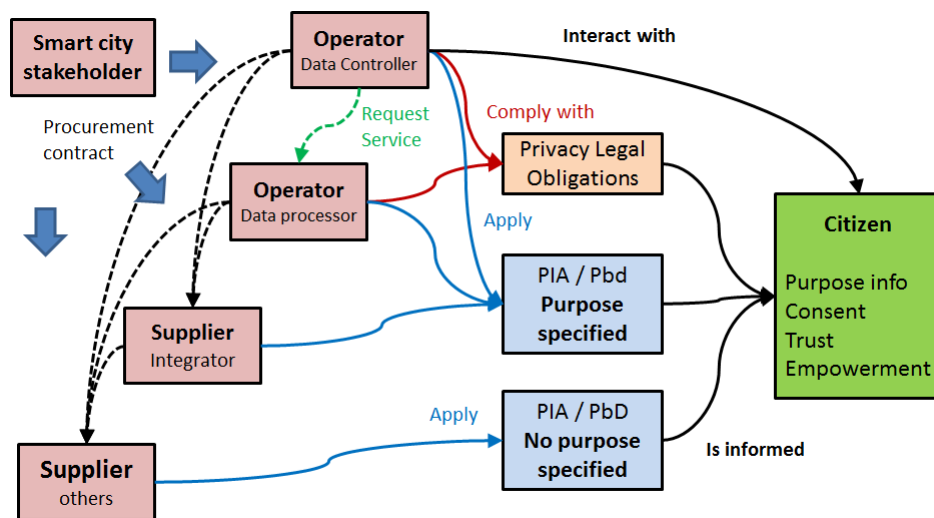 Smart city
stakeholder
Operator
Data Controller
Interact with
Procurement
contract
Request
Service
Comply with
Privacy Legal
Obligations
Operator
Data processor
Apply
Citizen
Purpose info
Consent
Trust
Empowerment
PIA / Pbd
Purpose
specified
Supplier
Integrator
Apply
PIA / PbD
No purpose
specified
Is informed
Supplier
others